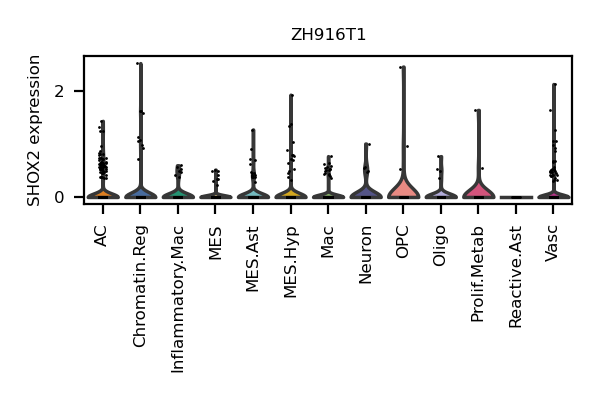 ZH916T1
SHOX2 expression
2
0
AC
Chromatin.Reg
Inflammatory.Mac
MES
MES.Ast
MES.Hyp
Mac
Neuron
OPC
Oligo
Prolif.Metab
Reactive.Ast
Vasc